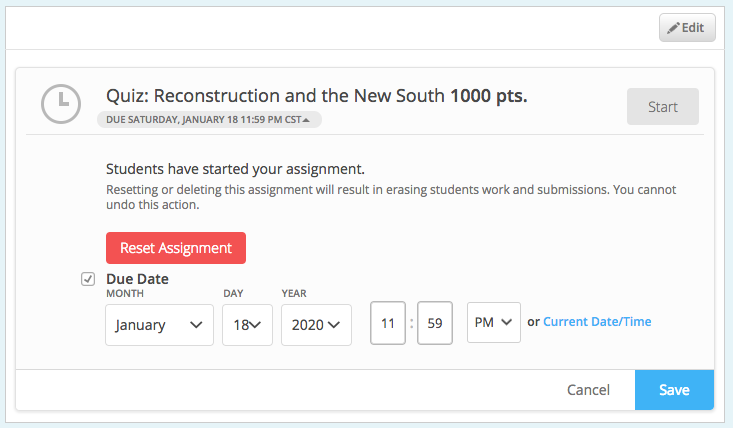 Edit
Quiz: Reconstruction and the New South 1000 pts.
Start
DUE SATURDAY, JANUARY 18 11:59 PM CST
Students have started your assignment.
Resetting or deleting this assignment will result in erasing students work and submissions. You cannot
undo this action.
Reset Assignment
Due Date
MONTH DAY YEAR
January 18 2020 11 : 59 PM or Current Date/Time
Cancel Save